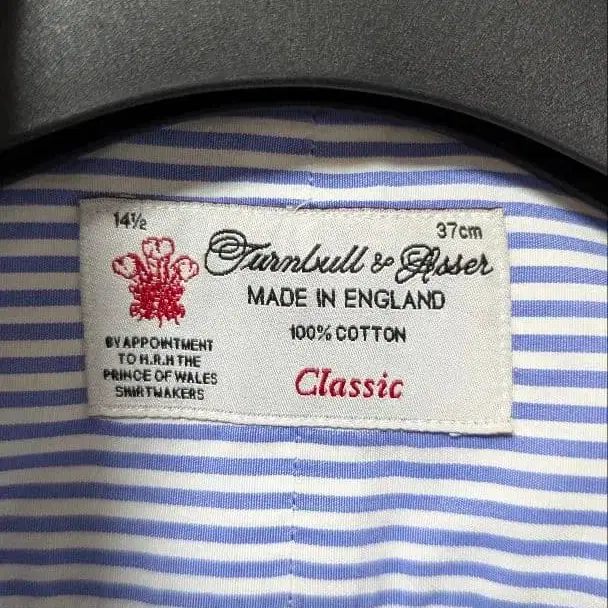 14½
37cm
Turnbull & Asser
MADE IN ENGLAND
100% COTTON
BY APPOINTMENT
TO H.R.H THE
PRINCE OF WALES
SHIRTMAKERS
Classic